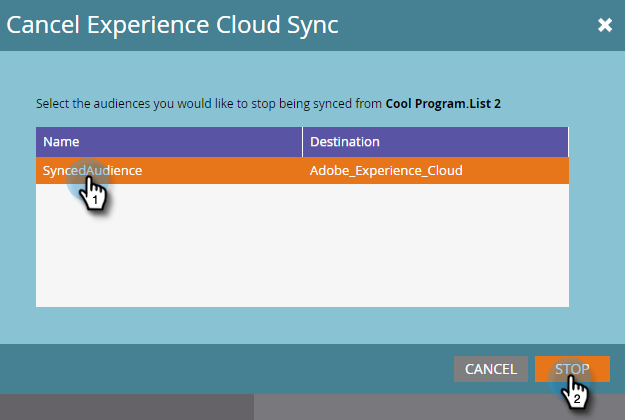 Cancel Experience Cloud Sync
Select the audiences you would like to stop being synced from Cool Program.List 2
Name Destination
SyncedAudience Adobe_Experience_Cloud
1
CANCEL STOP
2